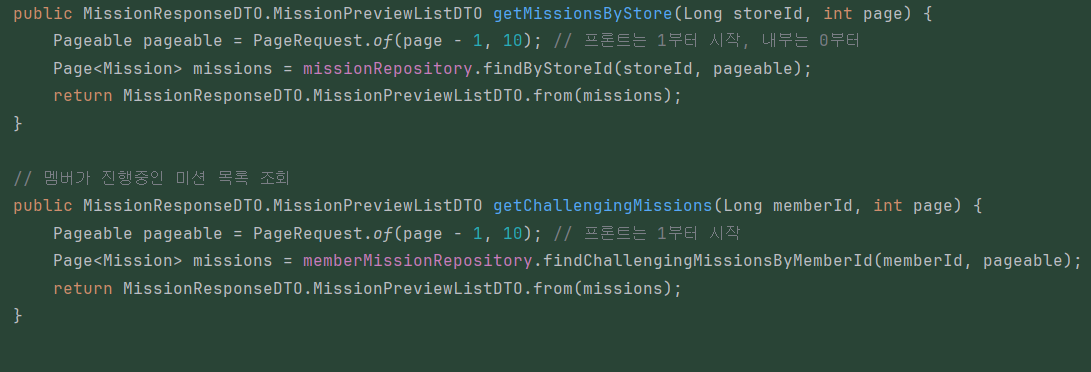 public MissionResponseDTO.MissionPreviewListDTO getMissionsByStore(Long storeId, int page) {
    Pageable pageable = PageRequest.of(page - 1, 10); // 프론트는 1부터 시작, 내부는 0부터
    Page<Mission> missions = missionRepository.findByStoreId(storeId, pageable);
    return MissionResponseDTO.MissionPreviewListDTO.from(missions);
}
// 멤버가 진행중인 미션 목록 조회
public MissionResponseDTO.MissionPreviewListDTO getChallengingMissions(Long memberId, int page) {
    Pageable pageable = PageRequest.of(page - 1, 10); // 프론트는 1부터 시작
    Page<Mission> missions = memberMissionRepository.findChallengingMissionsByMemberId(memberId, pageable);
    return MissionResponseDTO.MissionPreviewListDTO.from(missions);
}